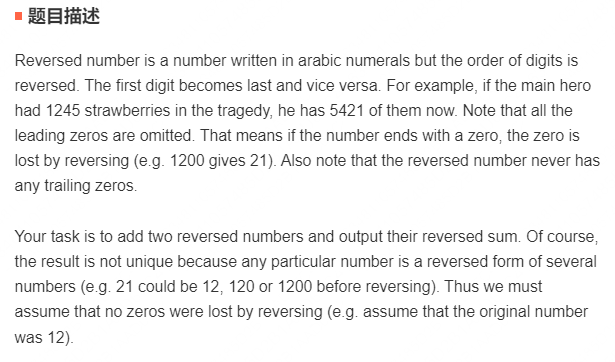 题目描述
Reversed number is a number written in arabic numerals but the order of digits is
reversed. The first digit becomes last and vice versa. For example, if the main hero
had 1245 strawberries in the tragedy, he has 5421 of them now. Note that all the
leading zeros are omitted. That means if the number ends with a zero, the zero is
lost by reversing (e.g. 1200 gives 21). Also note that the reversed number never has
any trailing zeros.
Your task is to add two reversed numbers and output their reversed sum. Of course,
the result is not unique because any particular number is a reversed form of several
numbers (e.g. 21 could be 12, 120 or 1200 before reversing). Thus we must
assume that no zeros were lost by reversing (e.g. assume that the original number
was 12).